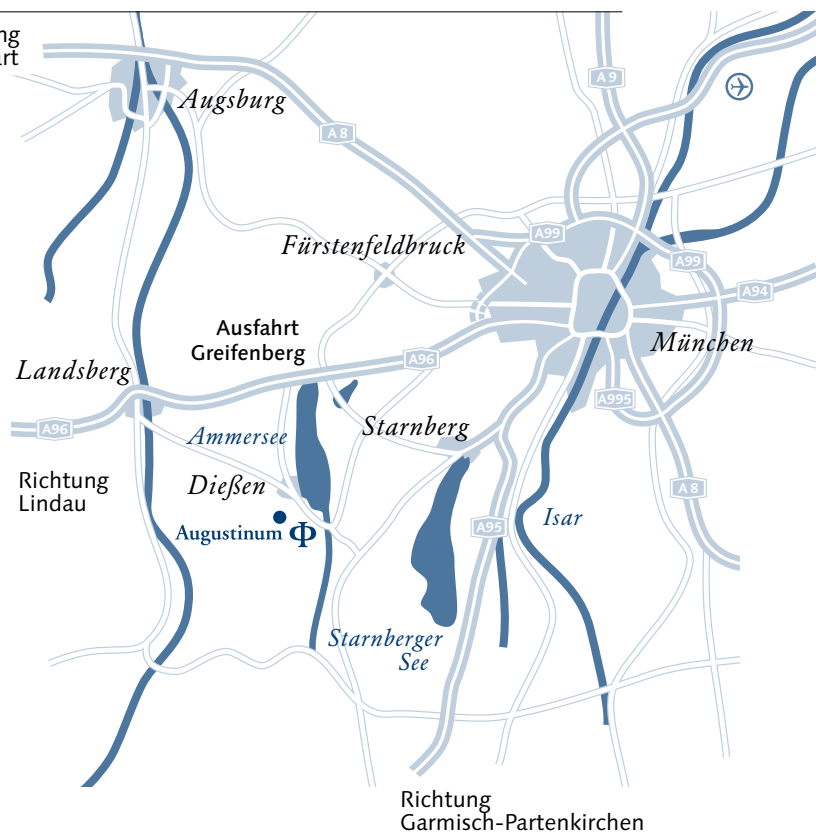 A 9
Augsburg
A 8
Fürstenfeldbruck
A99
A99
A94
Ausfahrt
Greifenberg
München
A96
Landsberg
A995
A96
Ammersee
Starnberg
Richtung
Lindau
Dießen
A 8
Augustinum Φ
A95
Isar
Starnberger
See
Richtung
Garmisch-Partenkirchen